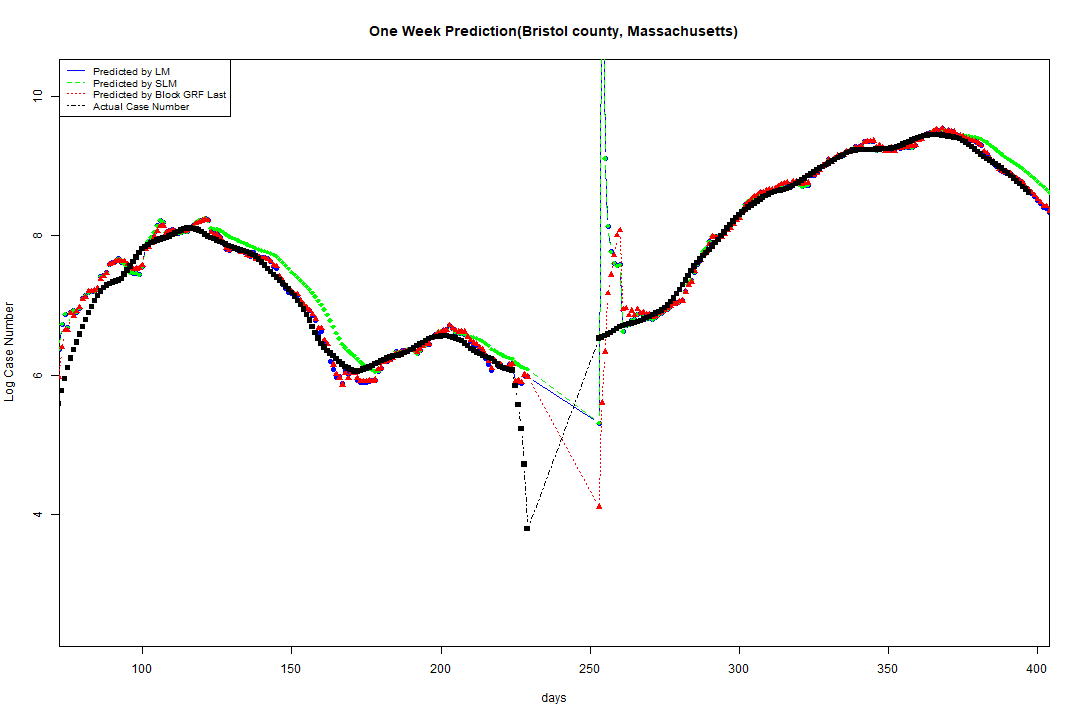 One Week Prediction(Bristol county, Massachusetts)
Predicted by LM
Predicted by SLM
Predicted by Block GRF Last
Actual Case Number
Log Case Number
10
8
6
4
100 150 200 250 300 350 400
days